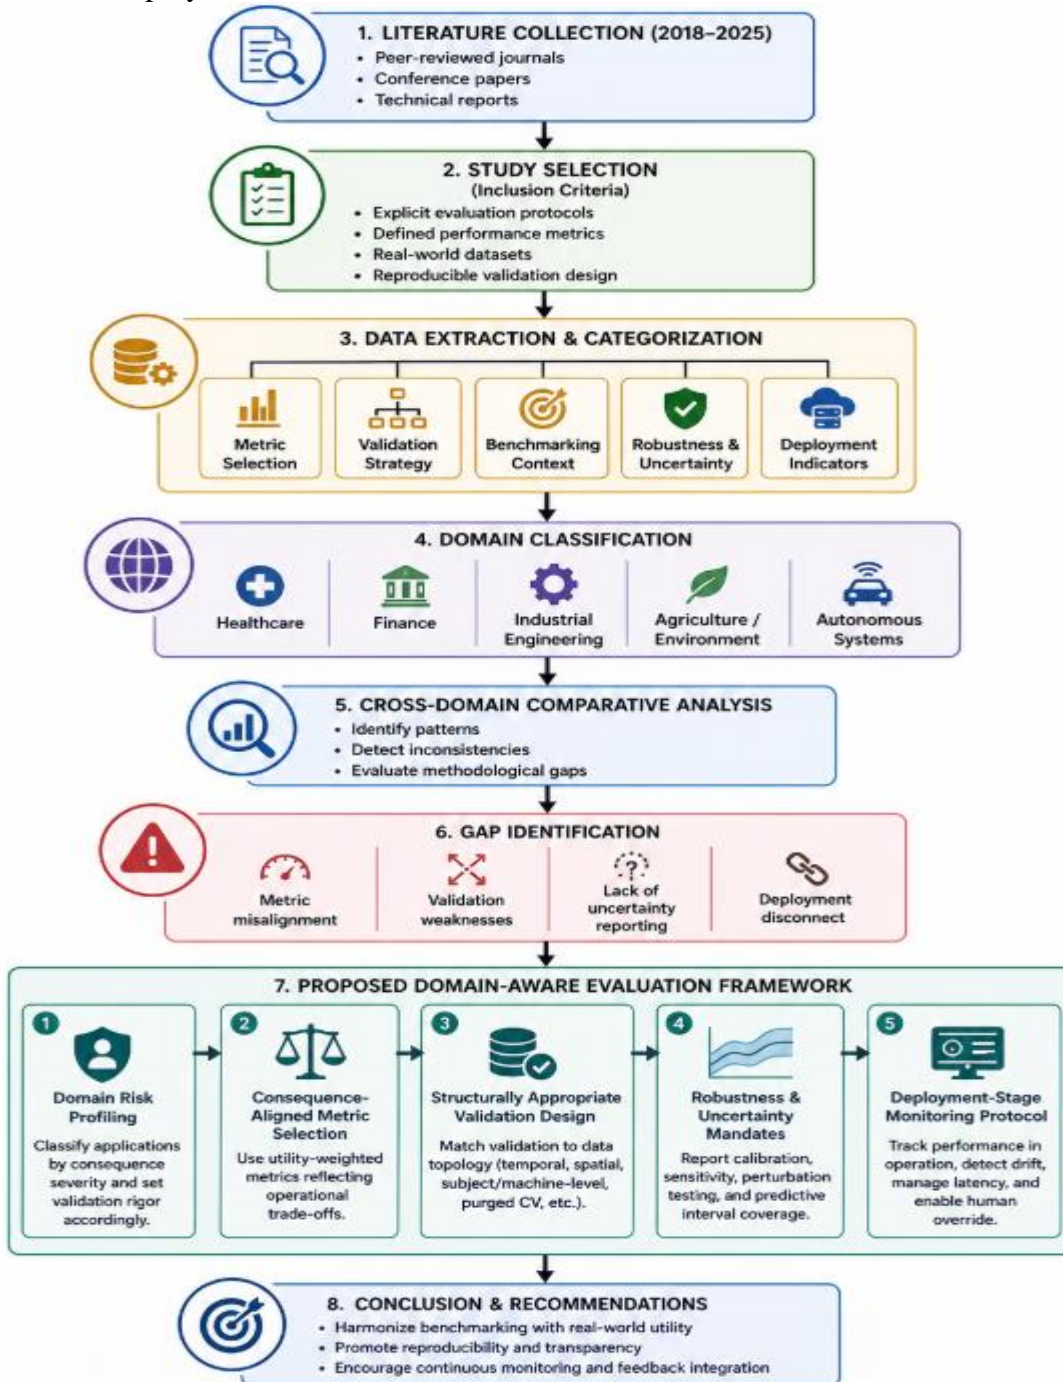 1. LITERATURE COLLECTION (2018–2025)
• Peer-reviewed journals
• Conference papers
• Technical reports
2. STUDY SELECTION
(Inclusion Criteria)
• Explicit evaluation protocols
• Defined performance metrics
• Real-world datasets
• Reproducible validation design
3. DATA EXTRACTION & CATEGORIZATION
Metric
Selection
Validation
Strategy
Benchmarking
Context
Robustness &
Uncertainty
Deployment
Indicators
4. DOMAIN CLASSIFICATION
Healthcare
Finance
Industrial
Engineering
Agriculture /
Environment
Autonomous
Systems
5. CROSS-DOMAIN COMPARATIVE ANALYSIS
• Identify patterns
• Detect inconsistencies
• Evaluate methodological gaps
6. GAP IDENTIFICATION
Metric
misalignment
Validation
weaknesses
?
Lack of
uncertainty
reporting
Deployment
disconnect
7. PROPOSED DOMAIN-AWARE EVALUATION FRAMEWORK
1
Domain Risk
Profiling
Classify applications
by consequence
severity and set
validation rigor
accordingly.
2
Consequence-
Aligned Metric
Selection
Use utility-weighted
metrics reflecting
operational
trade-offs.
3
Structurally Appropriate
Validation Design
Match validation to data
topology (temporal, spatial,
subject/machine-level,
purged CV, etc.).
4
Robustness &
Uncertainty
Mandates
Report calibration,
sensitivity, perturbation
testing, and predictive
interval coverage.
5
Deployment-Stage
Monitoring Protocol
Track performance in
operation, detect drift,
manage latency, and
enable human
override.
8. CONCLUSION & RECOMMENDATIONS
• Harmonize benchmarking with real-world utility
• Promote reproducibility and transparency
• Encourage continuous monitoring and feedback integration